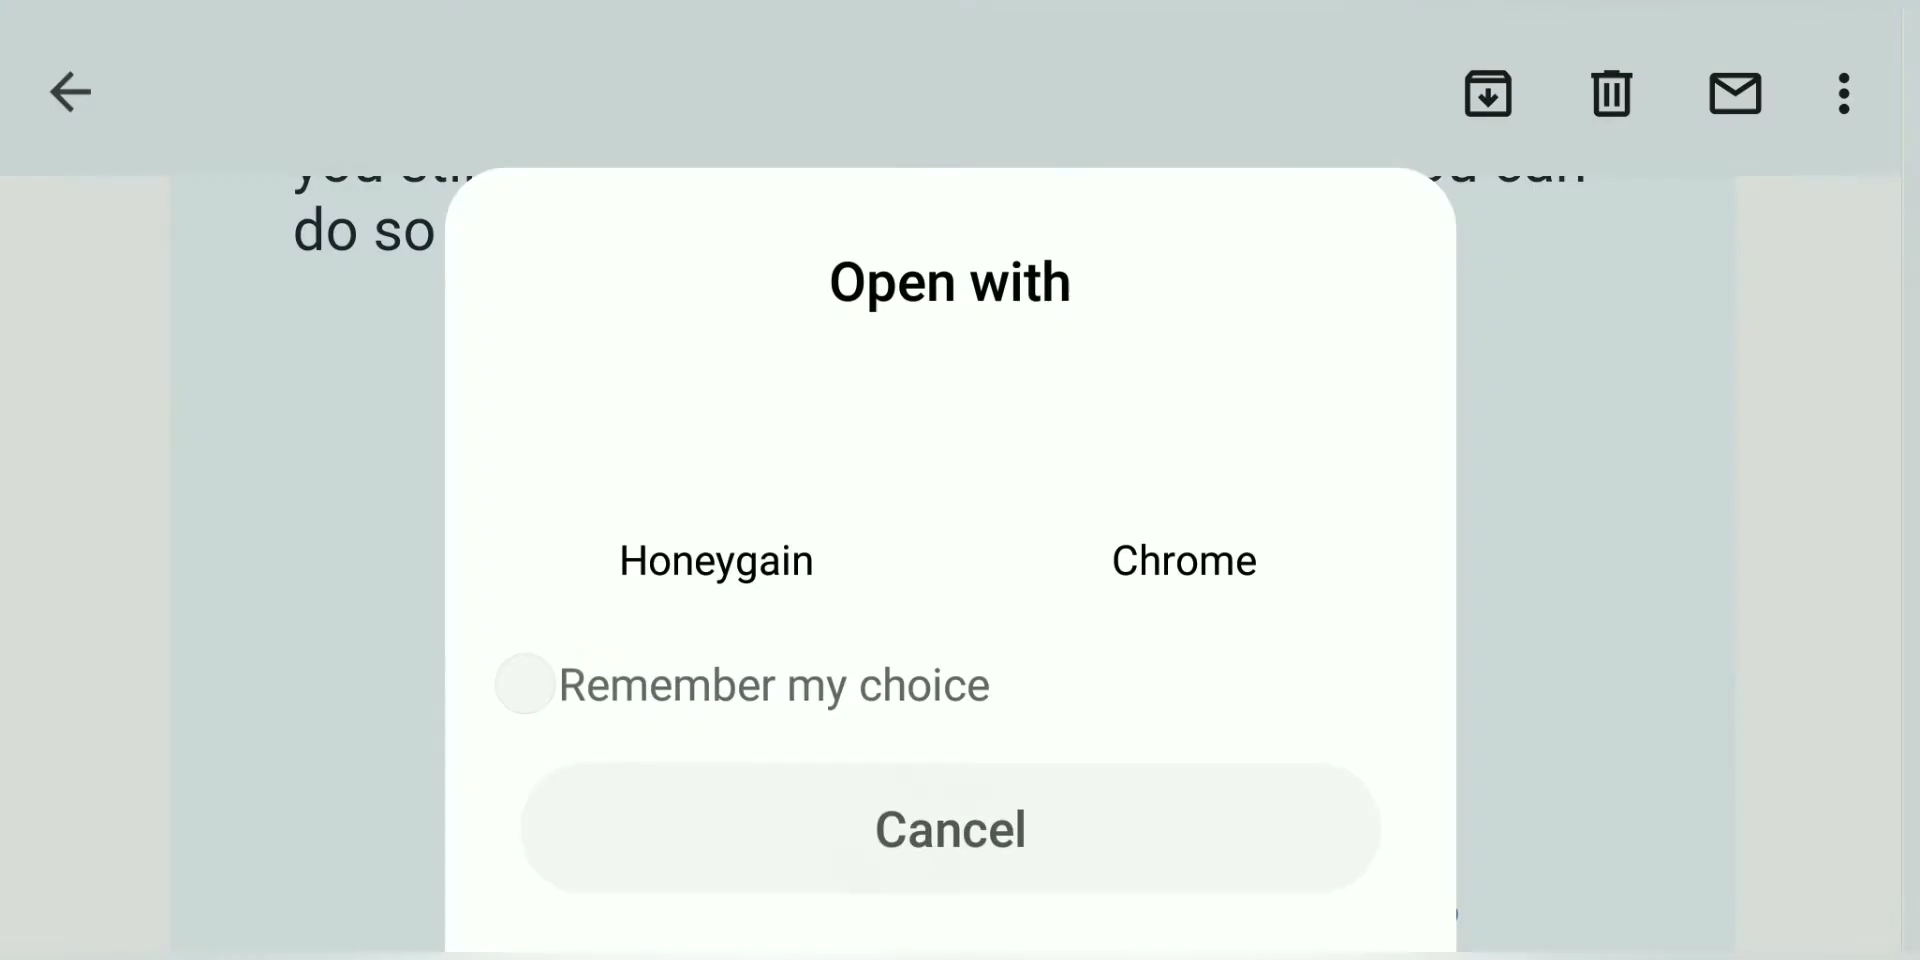 do so
Open with
Honeygain
Chrome
Remember my choice
Cancel